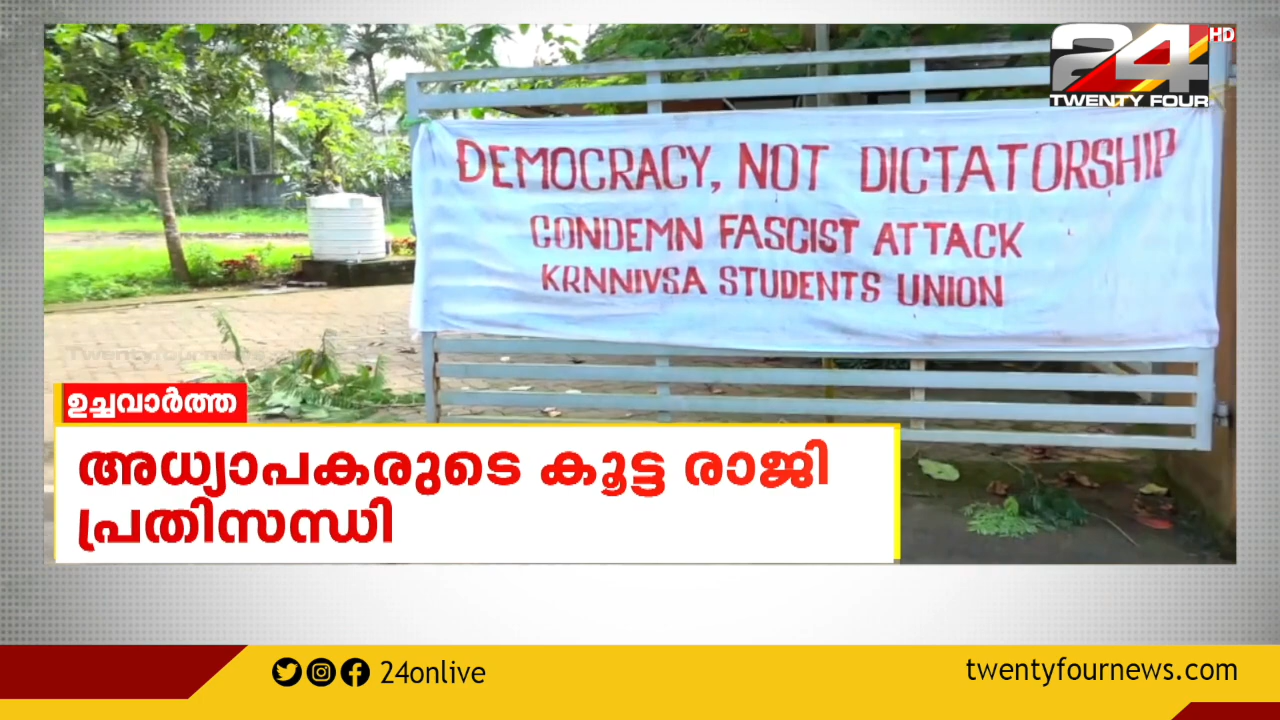 24 HD
TWENTY FOUR
DEMOCRACY, NOT DICTATORSHIP
CONDEMN FASCIST ATTACK
KRNNIVSA STUDENTS UNION
Twentyfournews
ഉച്ചവാർത്ത
അധ്യാപകരുടെ കൂട്ട രാജി
പ്രതിസന്ധി
24onlive
twentyfournews.com